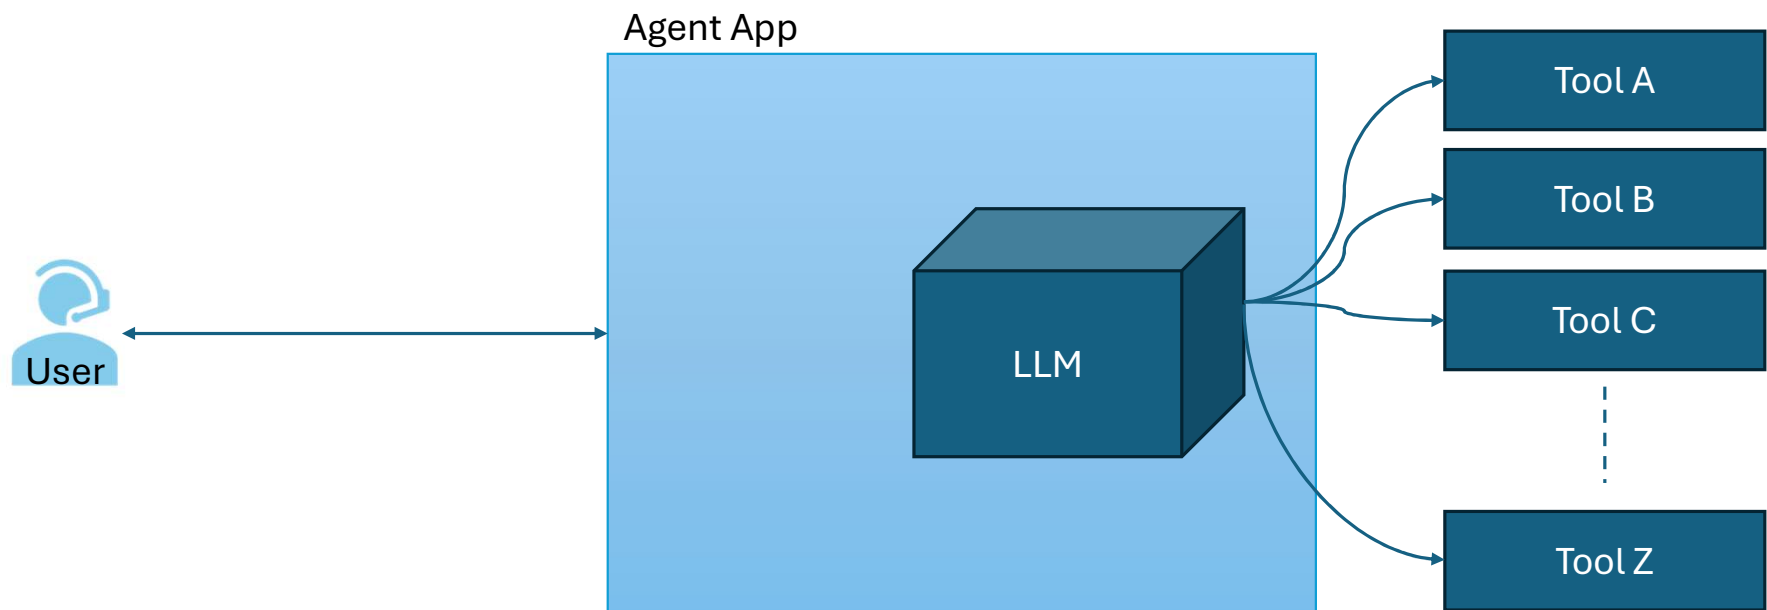 Agent App
Tool A
Tool B
Tool C
User
LLM
Tool Z